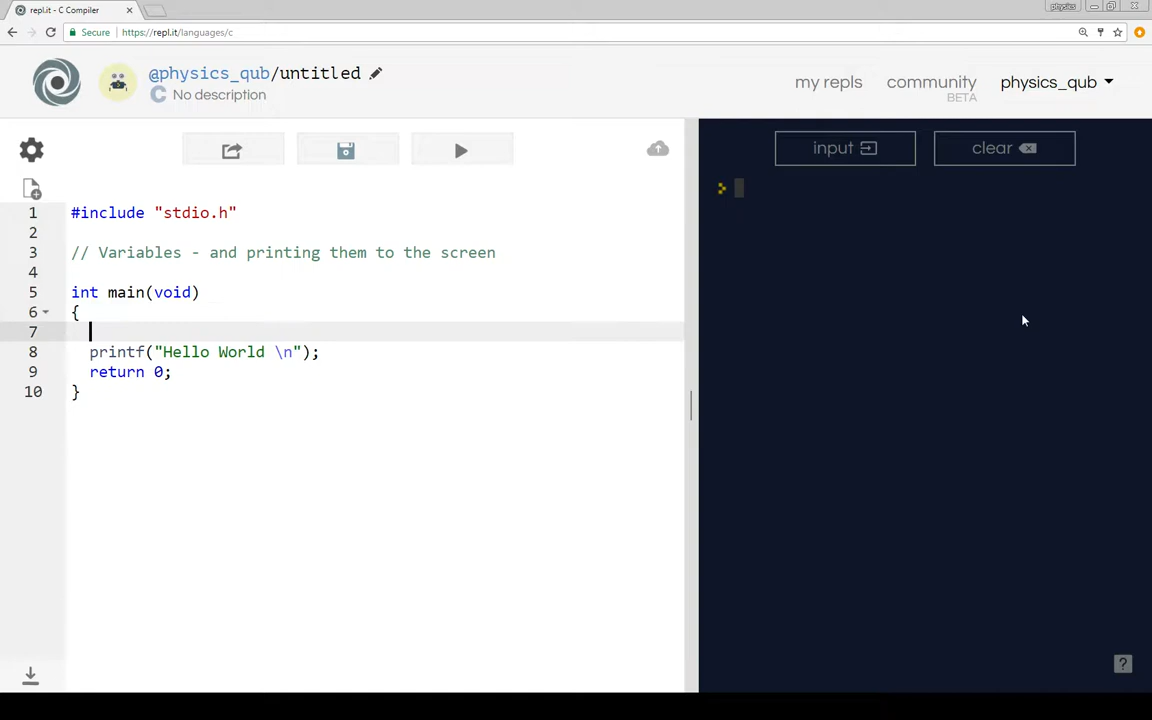 repl.it - C Compiler
physics
Secure https://repl.it/languages/c
@physics_qub/untitled
C No description
my repls
community
BETA
physics_qub
input
clear
1 #include "stdio.h"
2
3 // Variables - and printing them to the screen
4
5 int main(void)
6 {
7
8 printf("Hello World \n");
9 return 0;
10 }
?